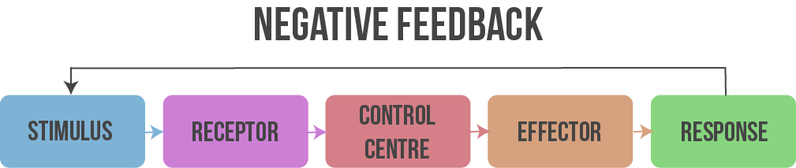 NEGATIVE FEEDBACK
STIMULUS
RECEPTOR
CONTROL
CENTRE
EFFECTOR
RESPONSE